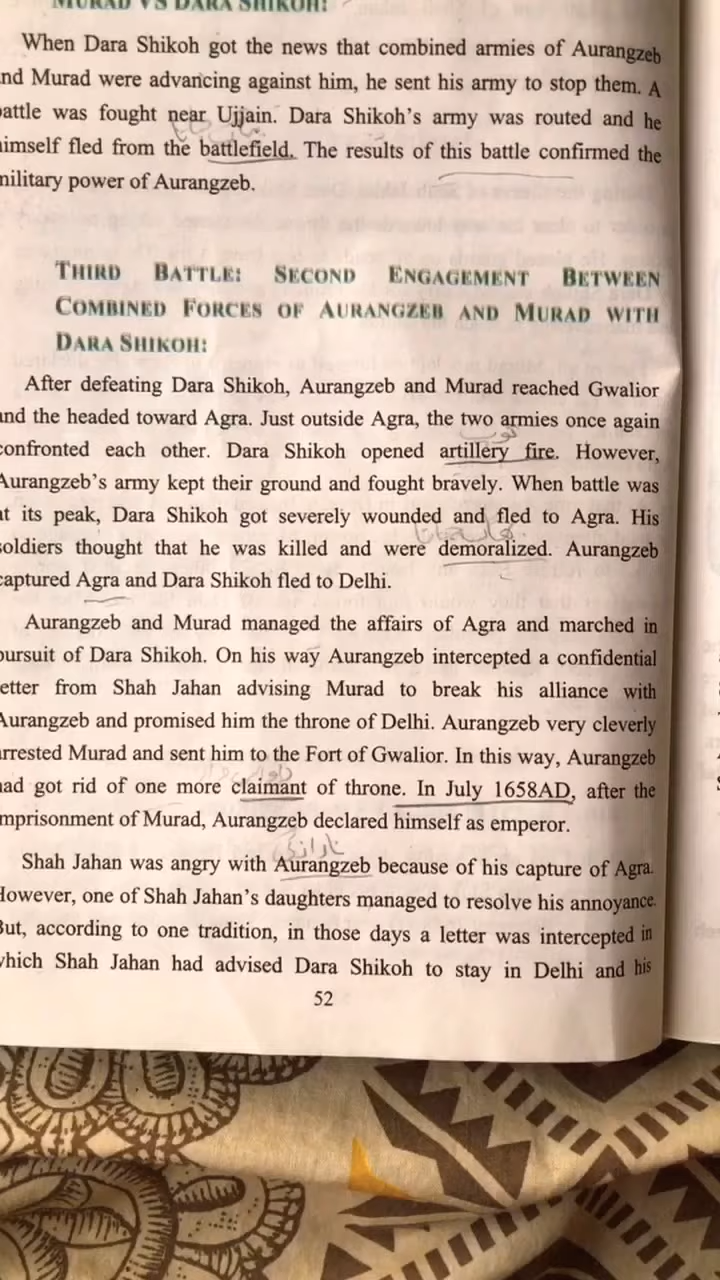 MURAD VS DARA SHIKOH:
When Dara Shikoh got the news that combined armies of Aurangzeb
nd Murad were advancing against him, he sent his army to stop them. A
attle was fought near Ujjain. Dara Shikoh's army was routed and he
imself fled from the battlefield. The results of this battle confirmed the
nilitary power of Aurangzeb.
THIRD BATTLE: SECOND ENGAGEMENT BETWEEN
COMBINED FORCES OF AURANGZEB AND MURAD WITH
DARA SHIKOH:
After defeating Dara Shikoh, Aurangzeb and Murad reached Gwalior
and the headed toward Agra. Just outside Agra, the two armies once again
توپ
confronted each other. Dara Shikoh opened artillery fire. However,
Aurangzeb's army kept their ground and fought bravely. When battle was
at its peak, Dara Shikoh got severely wounded and fled to Agra. His
soldiers thought that he was killed and were demoralized. Aurangzeb
captured Agra and Dara Shikoh fled to Delhi.
Aurangzeb and Murad managed the affairs of Agra and marched in
pursuit of Dara Shikoh. On his way Aurangzeb intercepted a confidential
etter from Shah Jahan advising Murad to break his alliance with
Aurangzeb and promised him the throne of Delhi. Aurangzeb very cleverly
arrested Murad and sent him to the Fort of Gwalior. In this way, Aurangzeb
had got rid of one more claimant of throne. In July 1658AD, after the
mprisonment of Murad, Aurangzeb declared himself as emperor.
Shah Jahan was angry with Aurangzeb because of his capture of Agra.
However, one of Shah Jahan's daughters managed to resolve his annoyance.
But, according to one tradition, in those days a letter was intercepted in
which Shah Jahan had advised Dara Shikoh to stay in Delhi and his
52